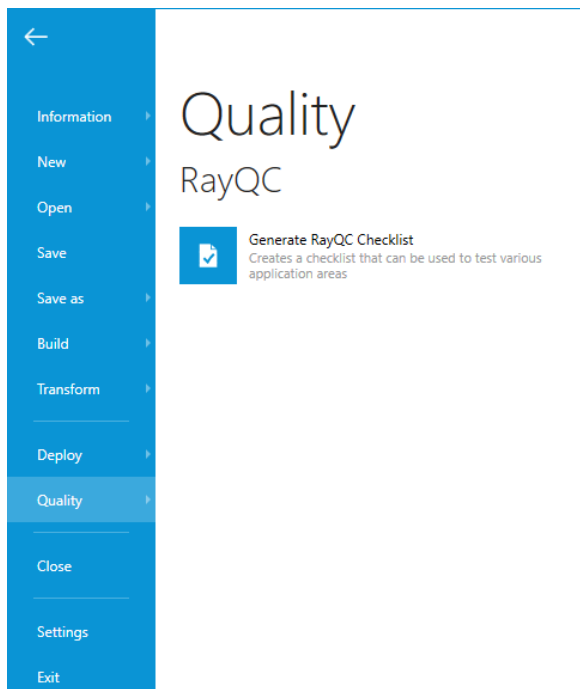 Information
New
Open
Save
Save as
Build
Transform
Deploy
Quality
Close
Settings
Exit
Quality
RayQC
Generate RayQC Checklist
Creates a checklist that can be used to test various
application areas